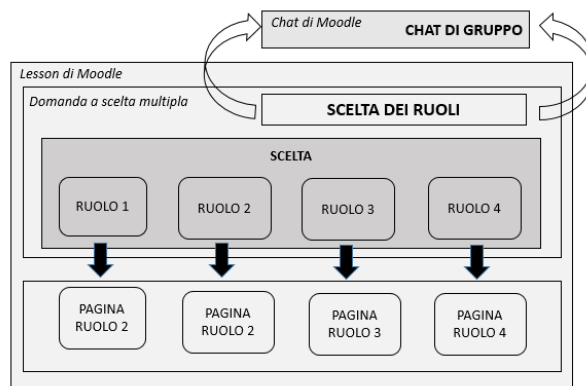 Chat di Moodle
CHAT DI GRUPPO
Lesson di Moodle
Domanda a scelta multipla
SCELTA DEI RUOLI
SCELTA
RUOLO 1
RUOLO 2
RUOLO 3
RUOLO 4
PAGINA
RUOLO 2
PAGINA
RUOLO 2
PAGINA
RUOLO 3
PAGINA
RUOLO 4